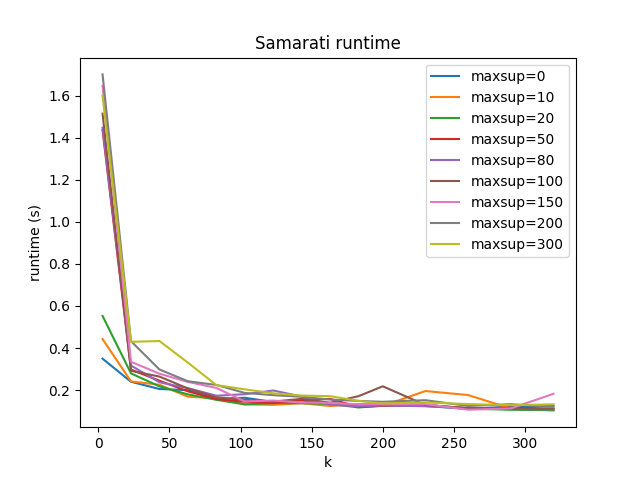 Samarati runtime
maxsup=0
maxsup=10
maxsup=20
maxsup=50
maxsup=80
maxsup=100
maxsup=150
maxsup=200
maxsup=300
runtime (s)
1.6
1.4
1.2
1.0
0.8
0.6
0.4
0.2
0 50 100 150 200 250 300
k